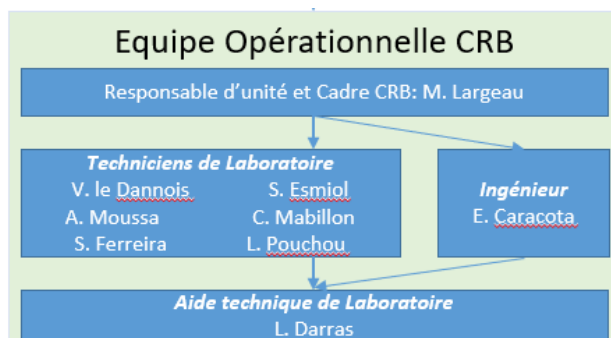 Equipe Opérationnelle CRB
Responsable d'unité et Cadre CRB: M. Largeau
Techniciens de Laboratoire
V. le Dannois S. Esmiol
A. Moussa C. Mabillon
S. Ferreira L. Pouchou
Ingénieur
E. Caracota
Aide technique de Laboratoire
L. Darras